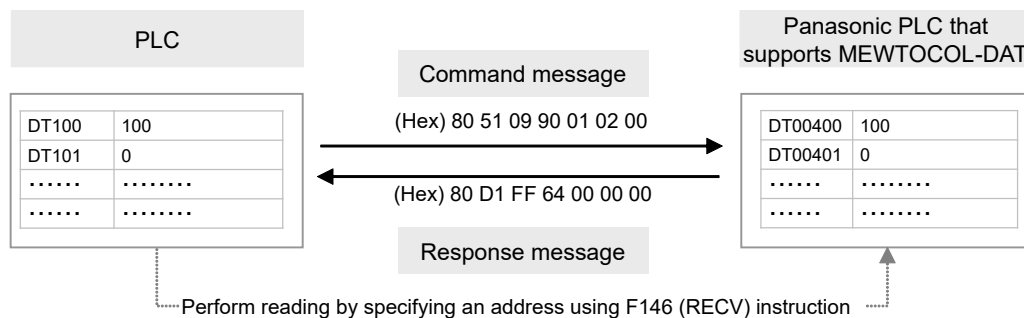 PLC
Panasonic PLC that
supports MEWTOCOL-DAT
Command message
(Hex) 80 51 09 90 01 02 00
DT100 100
DT101 0
...... ........
...... ........
DT00400 100
DT00401 0
...... ........
...... ........
(Hex) 80 D1 FF 64 00 00 00
Response message
Perform reading by specifying an address using F146 (RECV) instruction